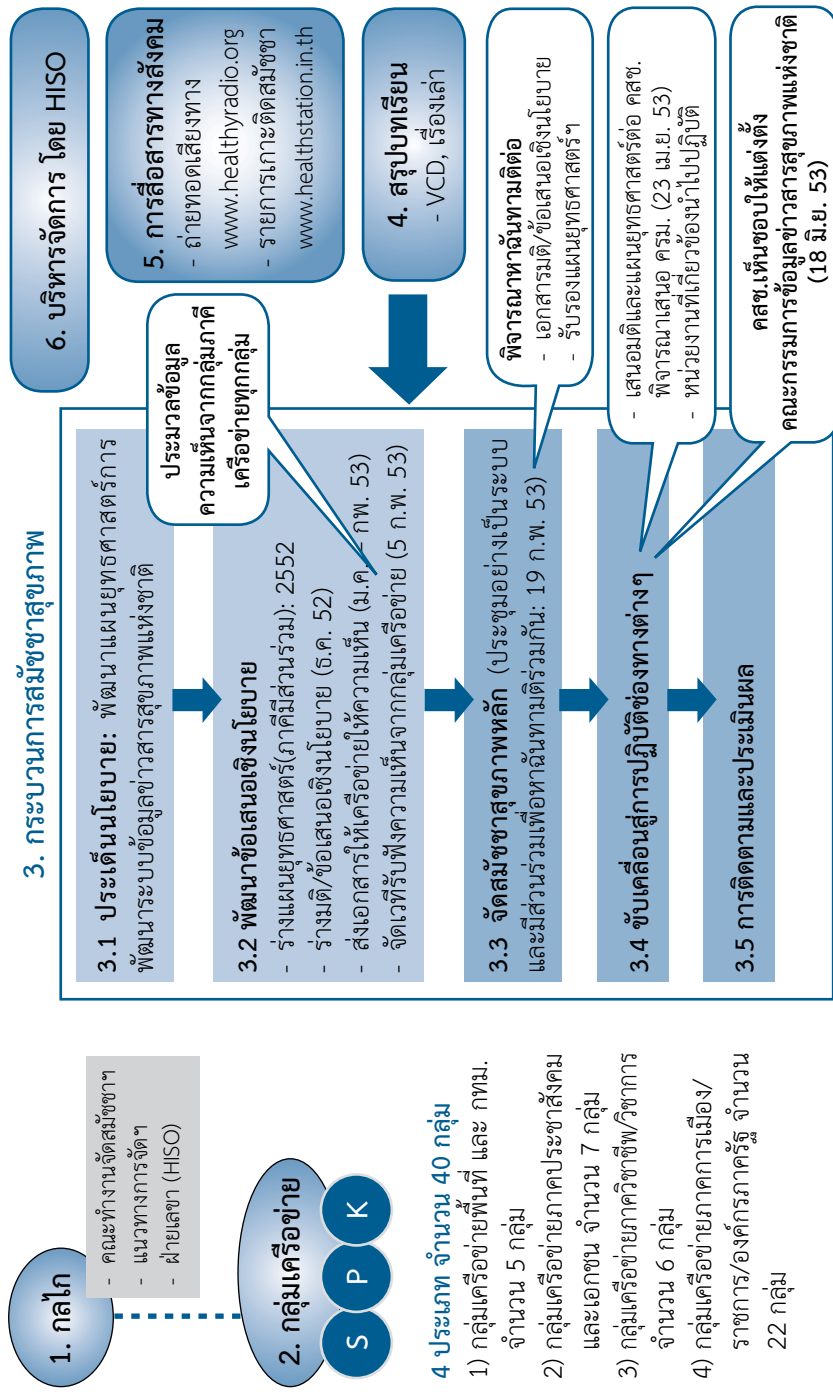 1. กลไก
- คณะทำงานจัดสมัชชาฯ
- แนวทางการจัดฯ
- ฝ่ายเลขา (HISO)
2. กลุ่มเครือข่าย
S P K
4 ประเภท จำนวน 40 กลุ่ม
1) กลุ่มเครือข่ายพื้นที่ และ กทม.
จำนวน 5 กลุ่ม
2) กลุ่มเครือข่ายภาคประชาสังคม
และเอกชน จำนวน 7 กลุ่ม
3) กลุ่มเครือข่ายภาควิชาชีพ/วิชาการ
จำนวน 6 กลุ่ม
4) กลุ่มเครือข่ายภาคการเมือง/
ราชการ/องค์กรภาครัฐ จำนวน
22 กลุ่ม
3. กระบวนการสมัชชาสุขภาพ
3.1 ประเด็นนโยบาย: พัฒนาแผนยุทธศาสตร์การ
พัฒนาระบบข้อมูลข่าวสารสุขภาพแห่งชาติ
3.2 พัฒนาข้อเสนอเชิงนโยบาย
- ร่างแผนยุทธศาสตร์(ภาคีมีส่วนร่วม): 2552
- ร่างมติ/ข้อเสนอเชิงนโยบาย (ธ.ค. 52)
- ส่งเอกสารให้เครือข่ายให้ความเห็น (ม.ค. - กพ. 53)
- จัดเวทีรับฟังความเห็นจากกลุ่มเครือข่าย (5 ก.พ. 53)
ประมวลข้อมูล
ความเห็นจากกลุ่มภาคี
เครือข่ายทุกกลุ่ม
3.3 จัดสมัชชาสุขภาพหลัก (ประชุมอย่างเป็นระบบ
และมีส่วนร่วมเพื่อหาฉันทามติร่วมกัน: 19 ก.พ. 53)
พิจารณาหาฉันทามติต่อ
- เอกสารมติ/ข้อเสนอเชิงนโยบาย
- รับรองแผนยุทธศาสตร์ฯ
3.4 ขับเคลื่อนสู่การปฏิบัติช่องทางต่างๆ
- เสนอมติและแผนยุทธศาสตร์ต่อ คสช.
พิจารณาเสนอ ครม. (23 เม.ย. 53)
- หน่วยงานที่เกี่ยวข้องนำไปปฏิบัติ
คสช.เห็นชอบให้แต่งตั้ง
คณะกรรมการข้อมูลข่าวสารสุขภาพแห่งชาติ
(18 มิ.ย. 53)
3.5 การติดตามและประเมินผล
4. สรุปบทเรียน
- VCD, เรื่องเล่า
5. การสื่อสารทางสังคม
- ถ่ายทอดเสียงทาง
www.healthyradio.org
- รายการเกาะติดสมัชชา
www.healthstation.in.th
6. บริหารจัดการ โดย HISO